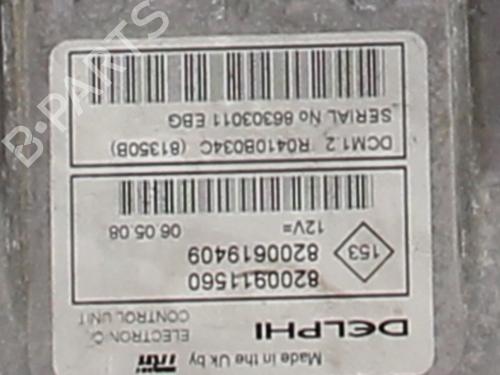 Made in the UK by
DELPHI
ELECTRONIC
CONTROL UNIT
8200911560
8200619409
153
12V=
06.05.08
DCM1.2 R0410B034C (81350B)
SERIAL No 86303011 EBG
B-PARTS